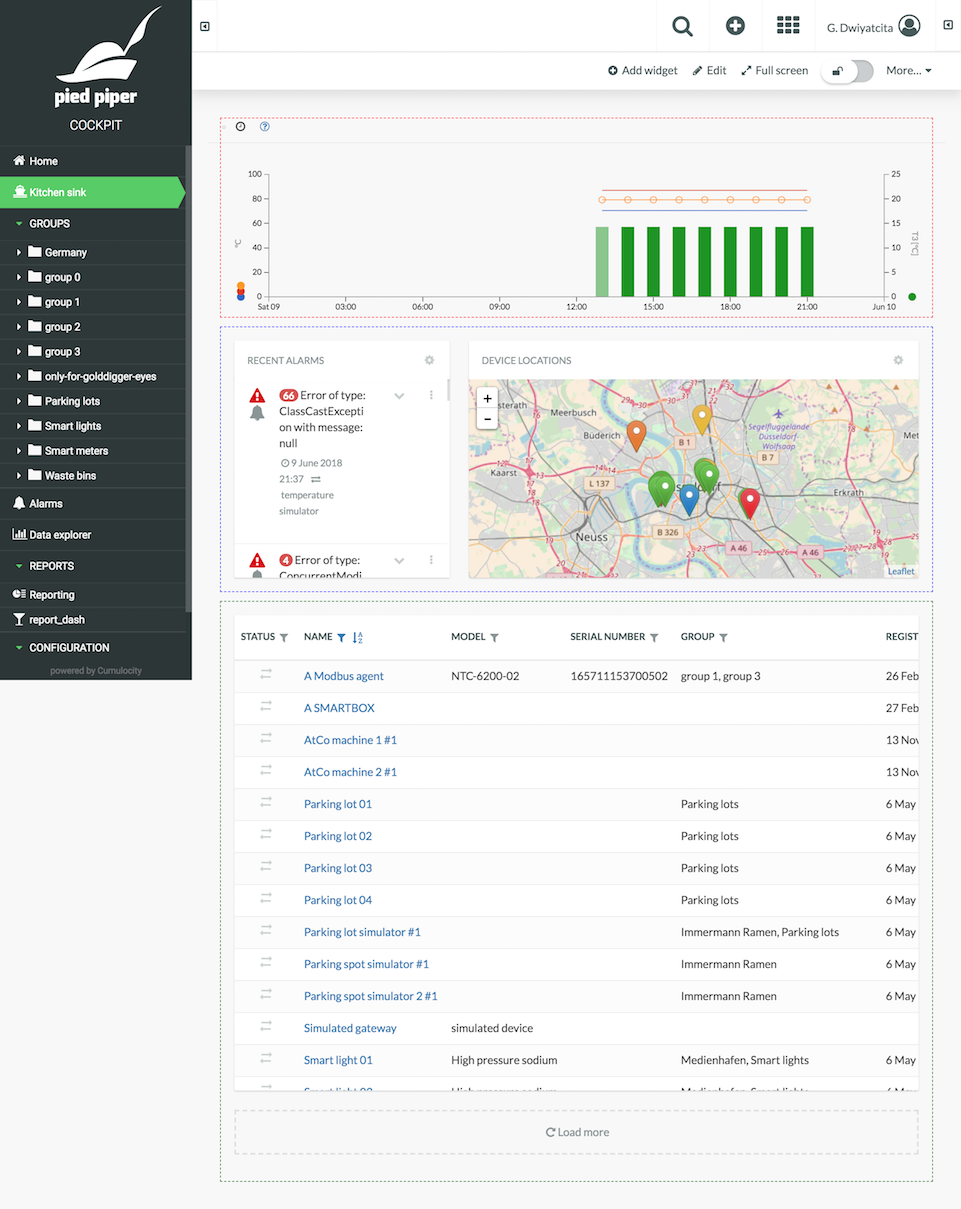 pied piper
COCKPIT
Home
Kitchen sink
GROUPS
Germany
group 0
group 1
group 2
group 3
only-for-golddigger-eyes
Parking lots
Smart lights
Smart meters
Waste bins
Alarms
Data explorer
REPORTS
Reporting
report_dash
CONFIGURATION
powered by Cumulocity
G. Dwiyatcita
Add widget Edit Full screen More...
100 25
80 20
60 15
40 10
20 5
0 0
°C
T3 [°C]
Sat 09 03:00 06:00 09:00 12:00 15:00 18:00 21:00 Jun 10
RECENT ALARMS
66 Error of type:
ClassCastExcepti
on with message:
null
9 June 2018
21:37
temperature
simulator
4 Error of type:
ConcurrentModi
DEVICE LOCATIONS
+
-
sterath
Meerbusch
Büderich
B 1
Segelfluggelände
Düsseldorf-
Wolfsaap
B 7
Met
Kaarst
L 137
Erkrath
B 326
Neuss
A 46
A 46
Leaflet
STATUS NAME MODEL SERIAL NUMBER GROUP REGIST
A Modbus agent NTC-6200-02 165711153700502 group 1, group 3 26 Feb
A SMARTBOX 27 Feb
AtCo machine 1 #1 13 Nov
AtCo machine 2 #1 13 Nov
Parking lot 01 Parking lots 6 May
Parking lot 02 Parking lots 6 May
Parking lot 03 Parking lots 6 May
Parking lot 04 Parking lots 6 May
Parking lot simulator #1 Immermann Ramen, Parking lots 6 May
Parking spot simulator #1 Immermann Ramen 6 May
Parking spot simulator 2 #1 Immermann Ramen 6 May
Simulated gateway simulated device
Smart light 01 High pressure sodium Medienhafen, Smart lights 6 May
Load more